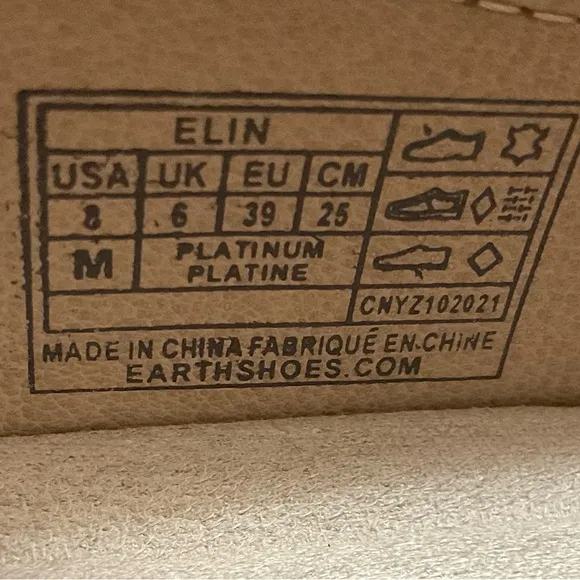 ELIN
USA UK EU CM
8 6 39 25
M PLATINUM
PLATINE
CNYZ102021
MADE IN CHINA FABRIQUÉ EN CHINE
EARTHSHOES.COM